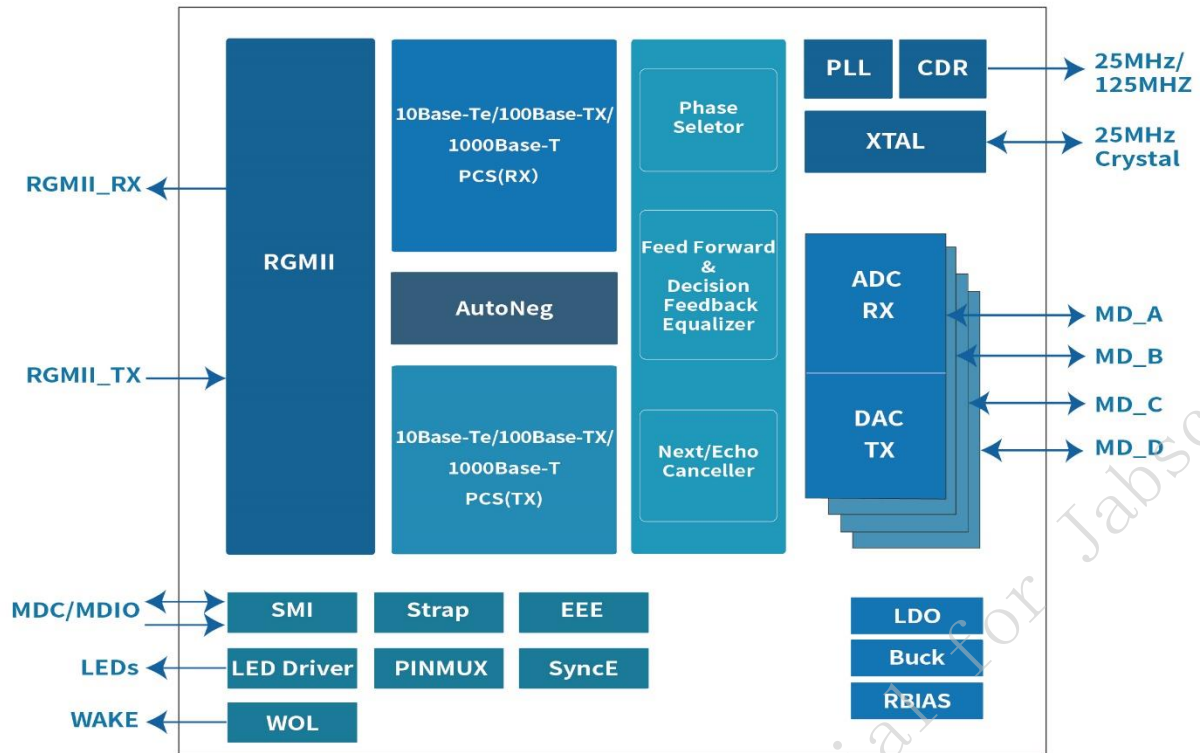 RGMII_RX
RGMII_TX
RGMII
10Base-Te/100Base-TX/
1000Base-T
PCS(RX)
AutoNeg
10Base-Te/100Base-TX/
1000Base-T
PCS(TX)
Phase
Seletor
Feed Forward
&
Decision
Feedback
Equalizer
Next/Echo
Canceller
PLL
CDR
25MHz/
125MHZ
XTAL
25MHz
Crystal
ADC
RX
DAC
TX
MD_A
MD_B
MD_C
MD_D
MDC/MDIO
SMI
Strap
EEE
LEDs
LED Driver
PINMUX
SyncE
WAKE
WOL
LDO
Buck
RBIAS
for